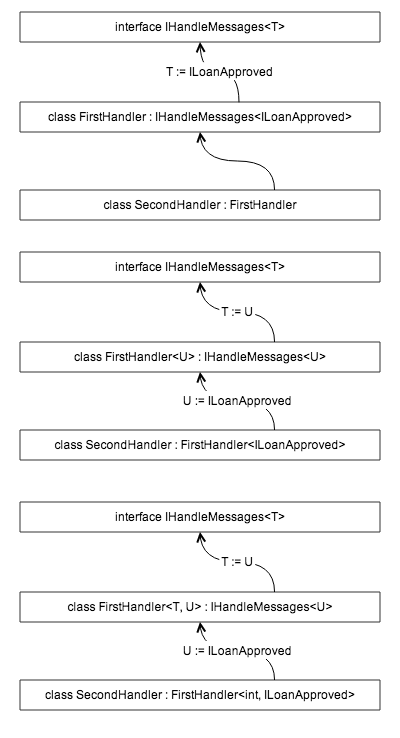 interface IHandleMessages<T>
T := ILoanApproved
class FirstHandler : IHandleMessages<ILoanApproved>
class SecondHandler : FirstHandler
interface IHandleMessages<T>
T := U
class FirstHandler<U> : IHandleMessages<U>
U := ILoanApproved
class SecondHandler : FirstHandler<ILoanApproved>
interface IHandleMessages<T>
T := U
class FirstHandler<T, U> : IHandleMessages<U>
U := ILoanApproved
class SecondHandler : FirstHandler<int, ILoanApproved>